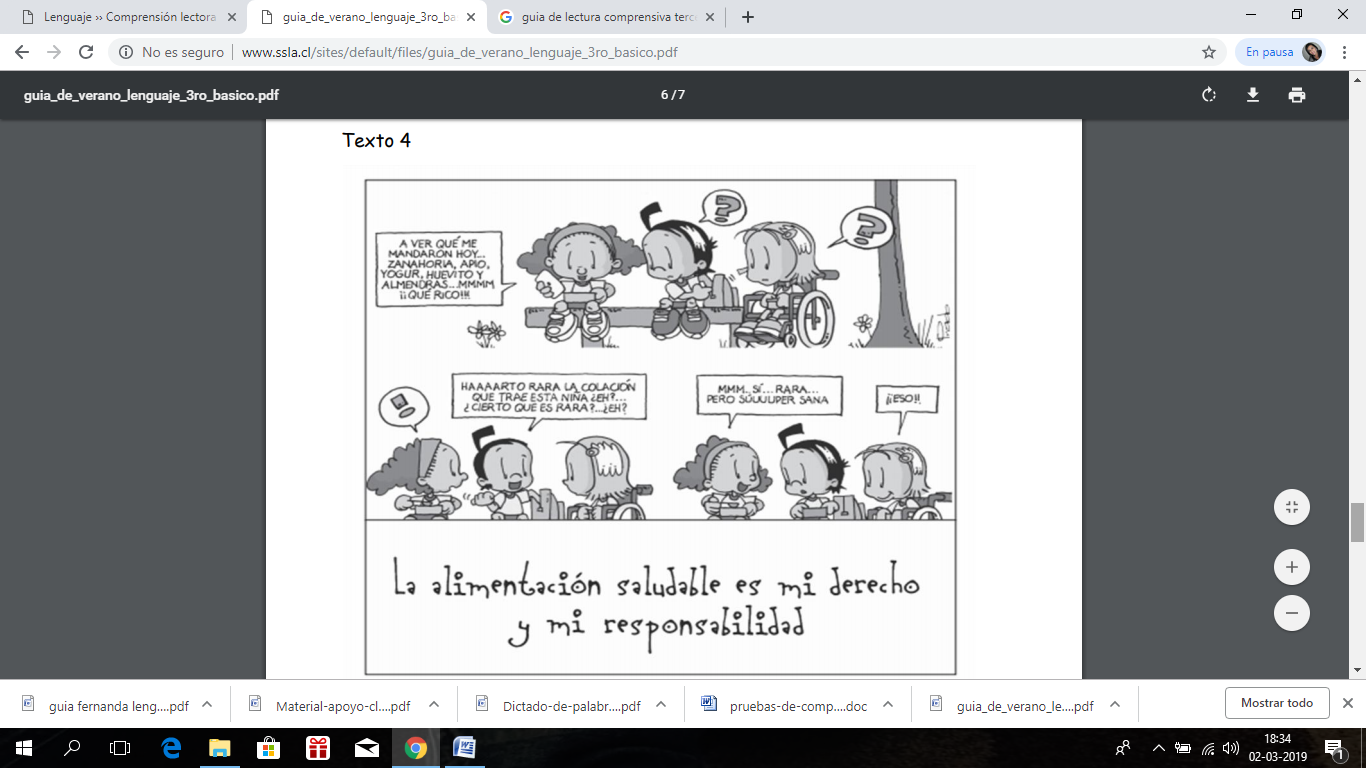 Lenguaje ›› Comprensión lectora
guia_de_verano_lenguaje_3ro_ba
guia de lectura comprensiva terc
No es seguro
www.ssla.cl/sites/default/files/guia_de_verano_lenguaje_3ro_basico.pdf
En pausa
guia_de_verano_lenguaje_3ro_basico.pdf
6 / 7
Texto 4
?
?
A VER QUÉ ME
MANDARON HOY...
ZANAHORIA, APIO,
YOGUR, HUEVITO Y
ALMENDRAS...MMMM
¡¡QUÉ RICO!!!
!
HAAAARTO RARA LA COLACIÓN
QUE TRAE ESTA NIÑA ¿EH?...
¿CIERTO QUE ES RARA?...¿EH?
MMM.. SÍ... RARA...
PERO SÚUUUPER SANA
¡¡ESO!!
La alimentación saludable es mi derecho
y mi responsabilidad
guia fernanda leng....pdf
Material-apoyo-cl....pdf
Dictado-de-palabr....pdf
pruebas-de-comp....doc
guia_de_verano_le....pdf
Mostrar todo
18:34
02-03-2019
1